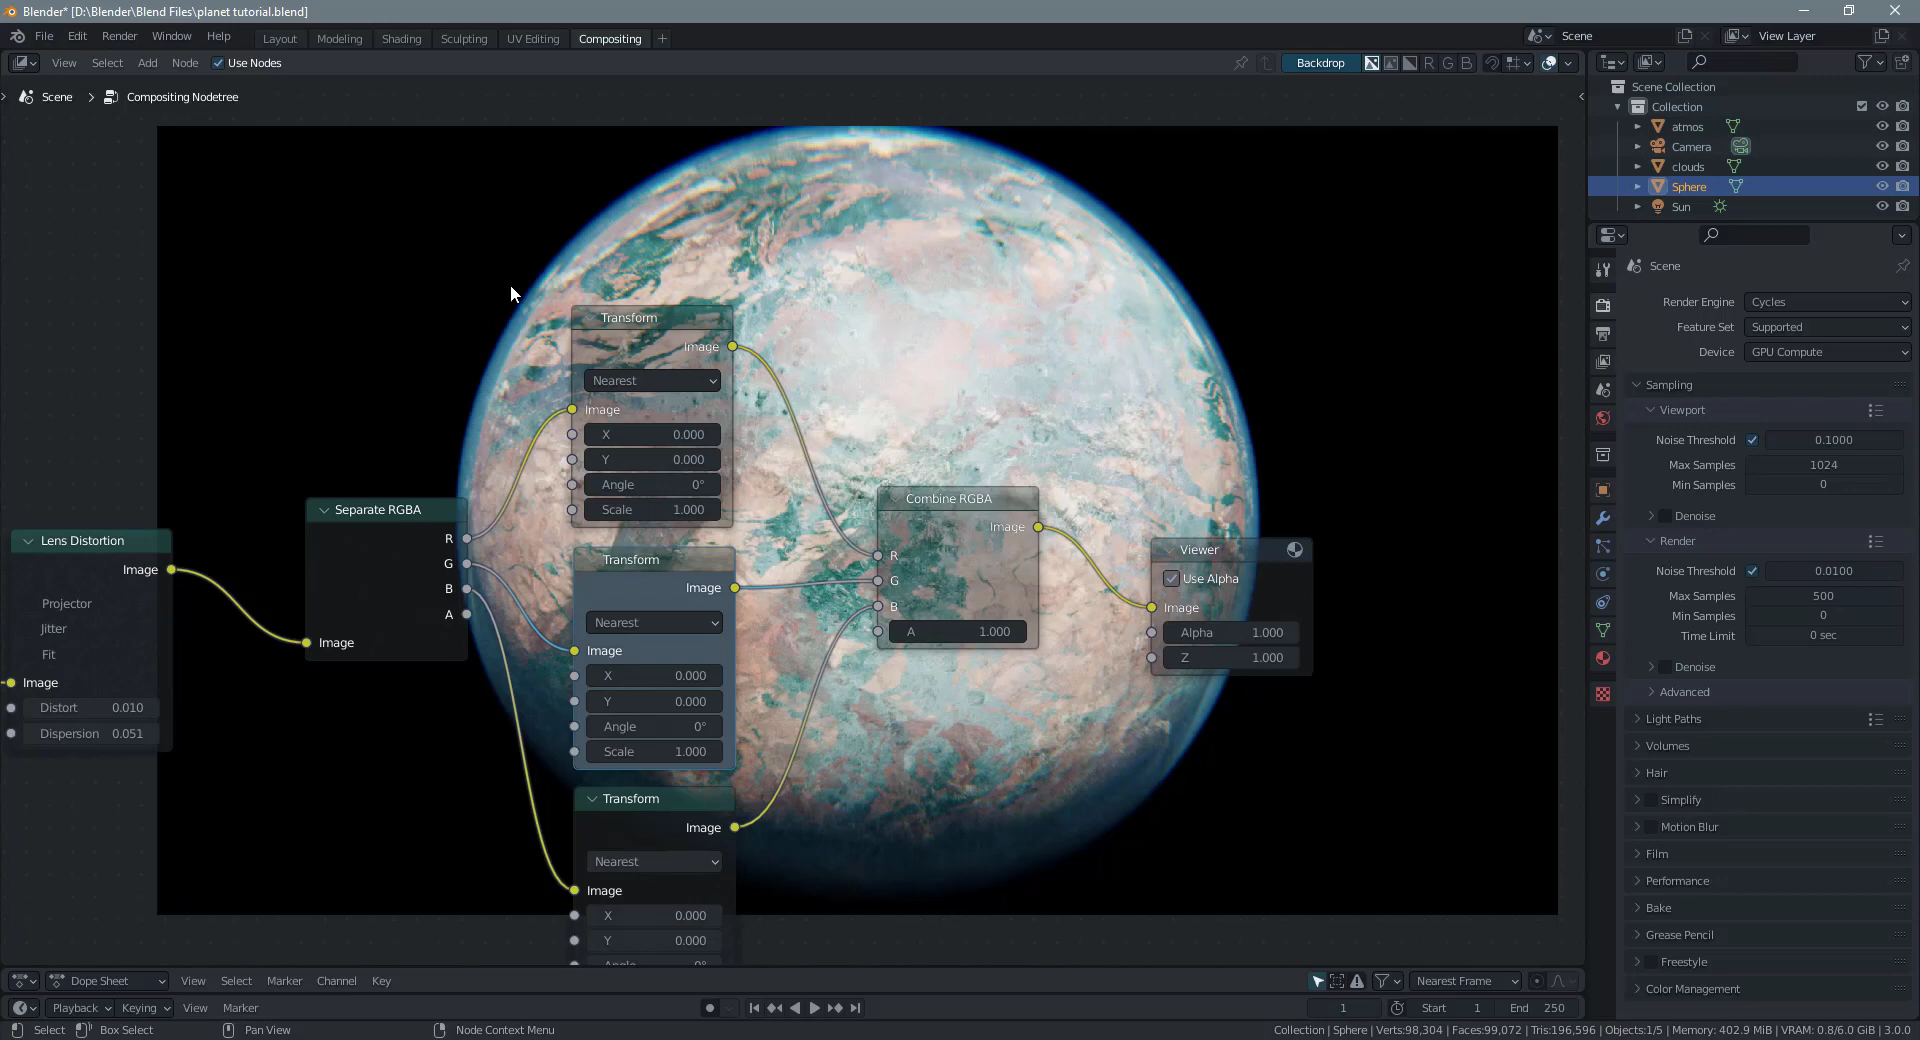 Blender* [D:\Blender\Blend Files\planet tutorial.blend]
File Edit Render Window Help Layout Modeling Shading Sculpting UV Editing Compositing + Scene View Layer
View Select Add Node Use Nodes Backdrop R G B
Scene > Compositing Nodetree
Scene Collection
Collection
atmos
Camera
clouds
Sphere
Sun
Lens Distortion
Image
Projector
Jitter
Fit
Image
Distort 0.010
Dispersion 0.051
Separate RGBA
R
G
B
A
Image
Transform
Image
Nearest
Image
X 0.000
Y 0.000
Angle 0°
Scale 1.000
Transform
Image
Nearest
Image
X 0.000
Y 0.000
Angle 0°
Scale 1.000
Transform
Image
Nearest
Image
X 0.000
Y 0.000
Combine RGBA
Image
R
G
B
A 1.000
Viewer
Use Alpha
Image
Alpha 1.000
Z 1.000
Scene
Render Engine Cycles
Feature Set Supported
Device GPU Compute
Sampling
Viewport
Noise Threshold 0.1000
Max Samples 1024
Min Samples 0
Denoise
Render
Noise Threshold 0.0100
Max Samples 500
Min Samples 0
Time Limit 0 sec
Denoise
Advanced
Light Paths
Volumes
Hair
Simplify
Motion Blur
Film
Performance
Bake
Grease Pencil
Freestyle
Color Management
Dope Sheet View Select Marker Channel Key Nearest Frame
Playback Keying View Marker 1 Start 1 End 250
Select Box Select Pan View Node Context Menu Collection | Sphere | Verts:98,304 | Faces:99,072 | Tris:196,596 | Objects:1/5 | Memory: 402.9 MiB | VRAM: 0.8/6.0 GiB | 3.0.0